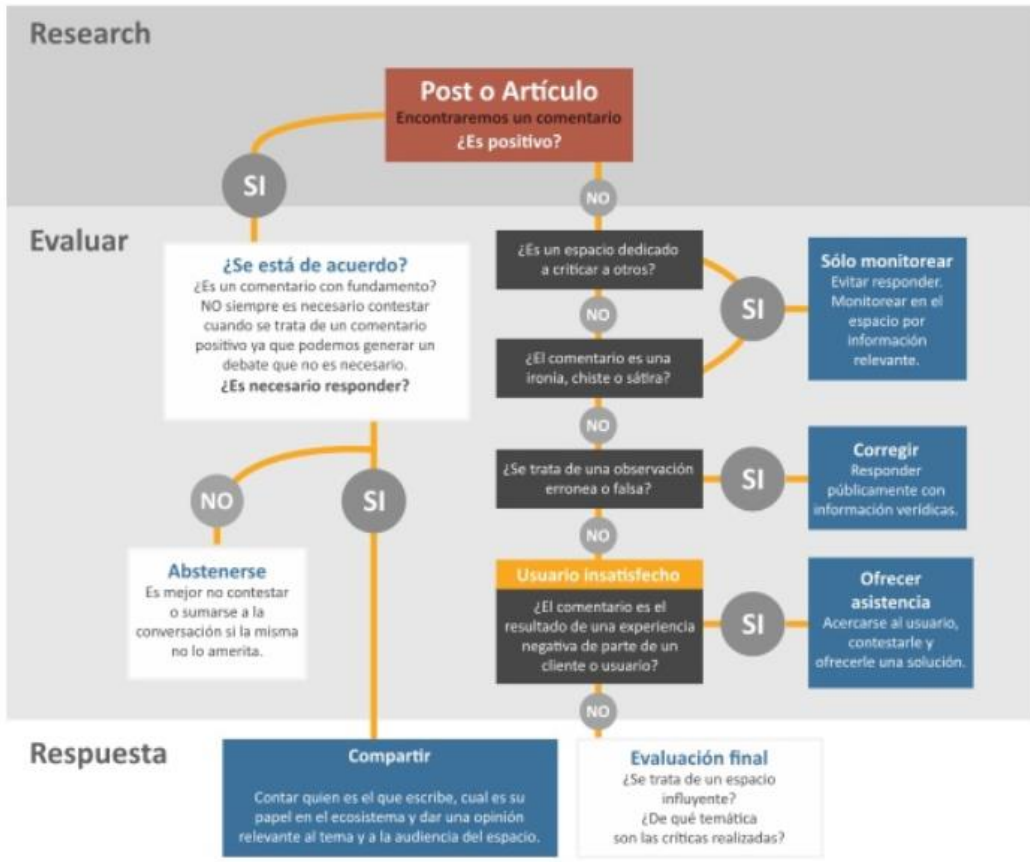 Research
Post o Artículo
Encontraremos un comentario
¿Es positivo?
SI
NO
Evaluar
¿Se está de acuerdo?
¿Es un comentario con fundamento?
NO siempre es necesario contestar
cuando se trata de un comentario
positivo ya que podemos generar un
debate que no es necesario.
¿Es necesario responder?
NO
SI
Abstenerse
Es mejor no contestar
o sumarse a la
conversación si la misma
no lo amerita.
¿Es un espacio dedicado
a criticar a otros?
NO
¿El comentario es una
ironía, chiste o sátira?
SI
Sólo monitorear
Evitar responder.
Monitorear en el
espacio por
información
relevante.
NO
¿Se trata de una observación
erronea o falsa?
SI
Corregir
Responder
públicamente con
información verídicas.
NO
Usuario insatisfecho
¿El comentario es el
resultado de una experiencia
negativa de parte de un
cliente o usuario?
SI
Ofrecer
asistencia
Acercarse al usuario,
contestarle y
ofrecerle una solución.
NO
Respuesta
Compartir
Contar quien es el que escribe, cual es su
papel en el ecosistema y dar una opinión
relevante al tema y a la audiencia del espacio.
Evaluación final
¿Se trata de un espacio
influyente?
¿De qué temática
son las críticas realizadas?